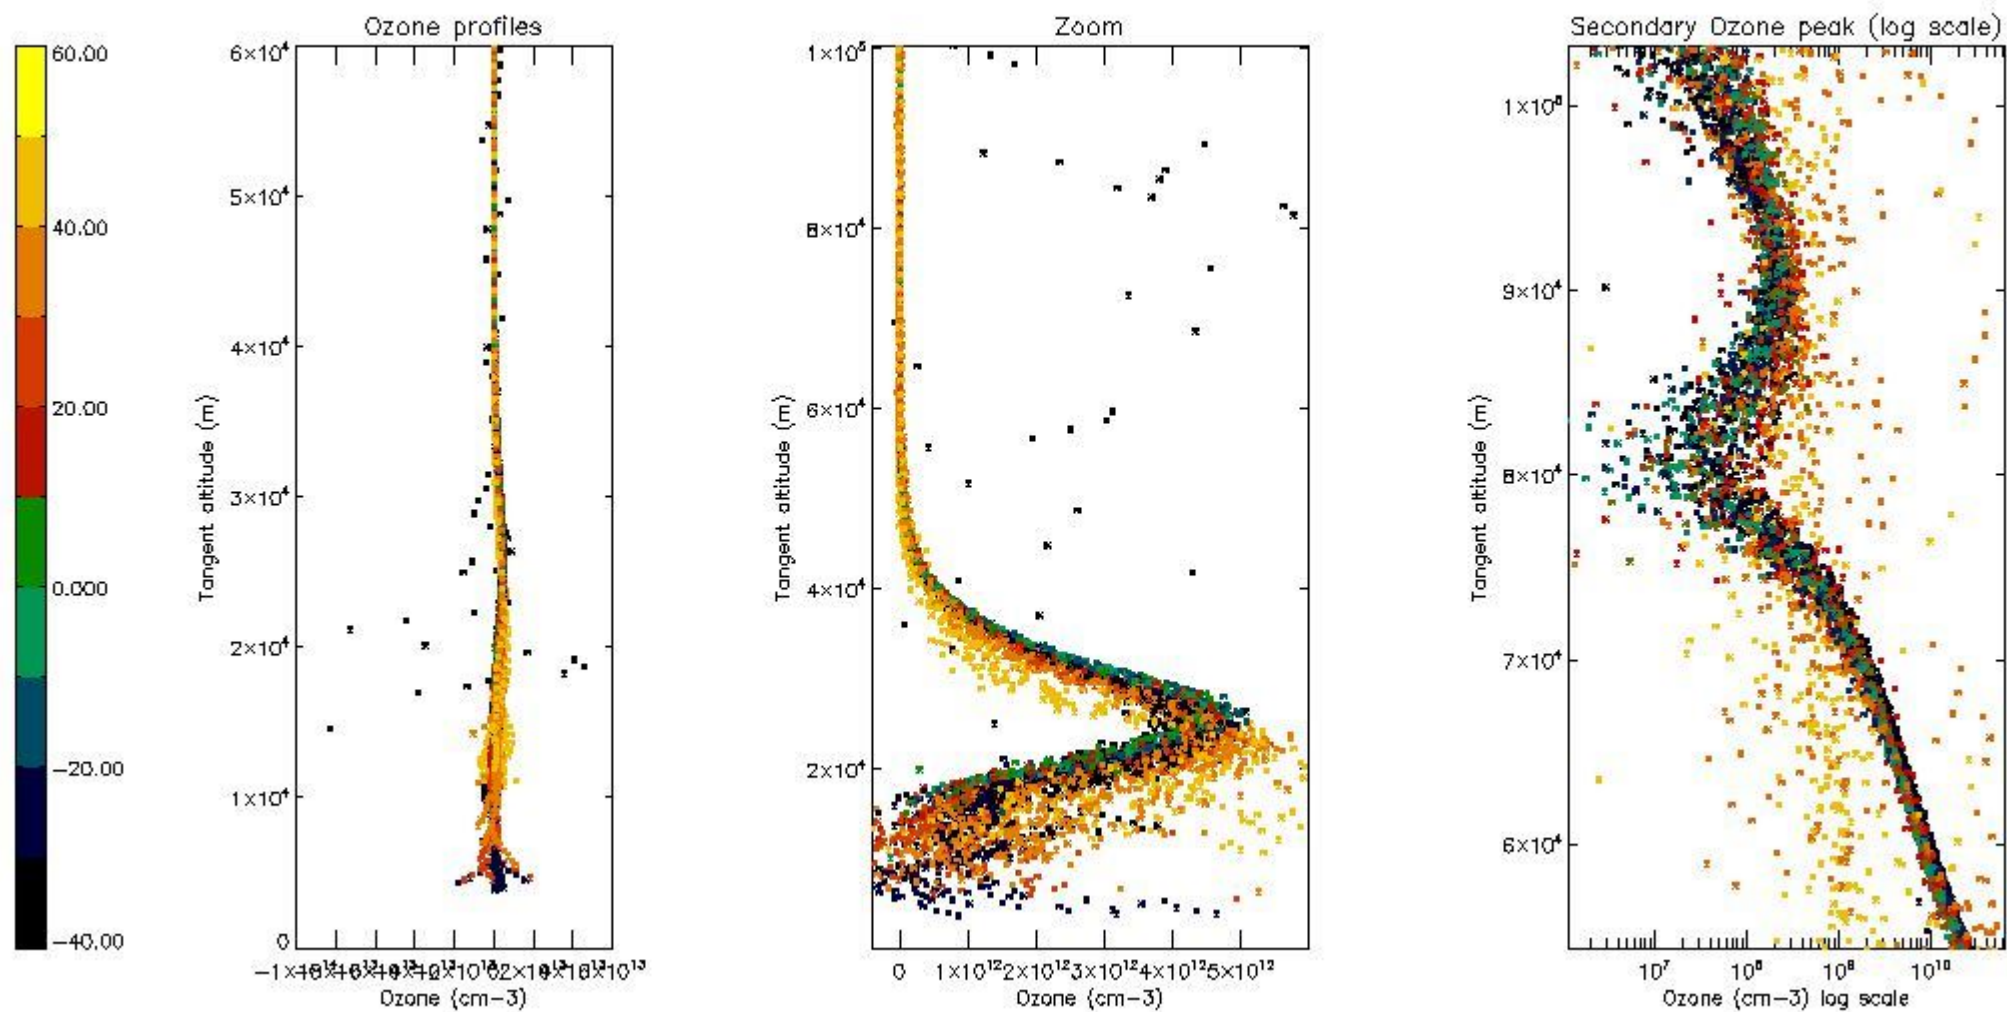 Ozone profiles
Zoom
Secondary Ozone peak (log scale)
60.00
40.00
20.00
0.000
−20.00
−40.00
6×10⁴
5×10⁴
4×10⁴
3×10⁴
2×10⁴
1×10⁴
0
Tangent altitude (m)
Ozone (cm−3)
1×10⁵
8×10⁴
6×10⁴
4×10⁴
2×10⁴
Tangent altitude (m)
0 1×10¹² 2×10¹² 3×10¹² 4×10¹² 5×10¹²
Ozone (cm−3)
9×10⁴
8×10⁴
7×10⁴
6×10⁴
Tangent altitude (m)
10⁷ 10⁸ 10⁹ 10¹⁰
Ozone (cm−3) log scale